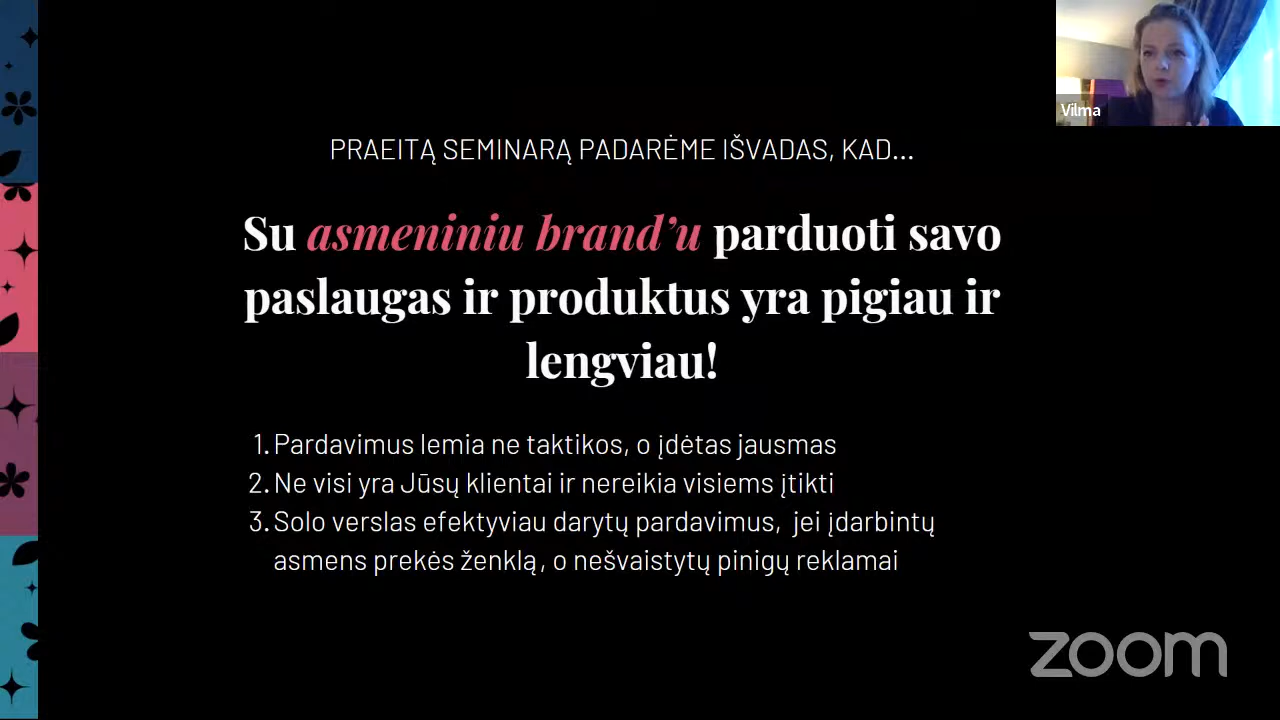 Vilma
PRAEITĄ SEMINARĄ PADARĖME IŠVADAS, KAD...
Su asmeniniu brand’u parduoti savo
paslaugas ir produktus yra pigiau ir
lengviau!
1. Pardavimus lemia ne taktikos, o įdėtas jausmas
2. Ne visi yra Jūsų klientai ir nereikia visiems įtikti
3. Solo verslas efektyviau darytų pardavimus, jei įdarbintų
asmens prekės ženklą, o nešvaistytų pinigų reklamai
zoom